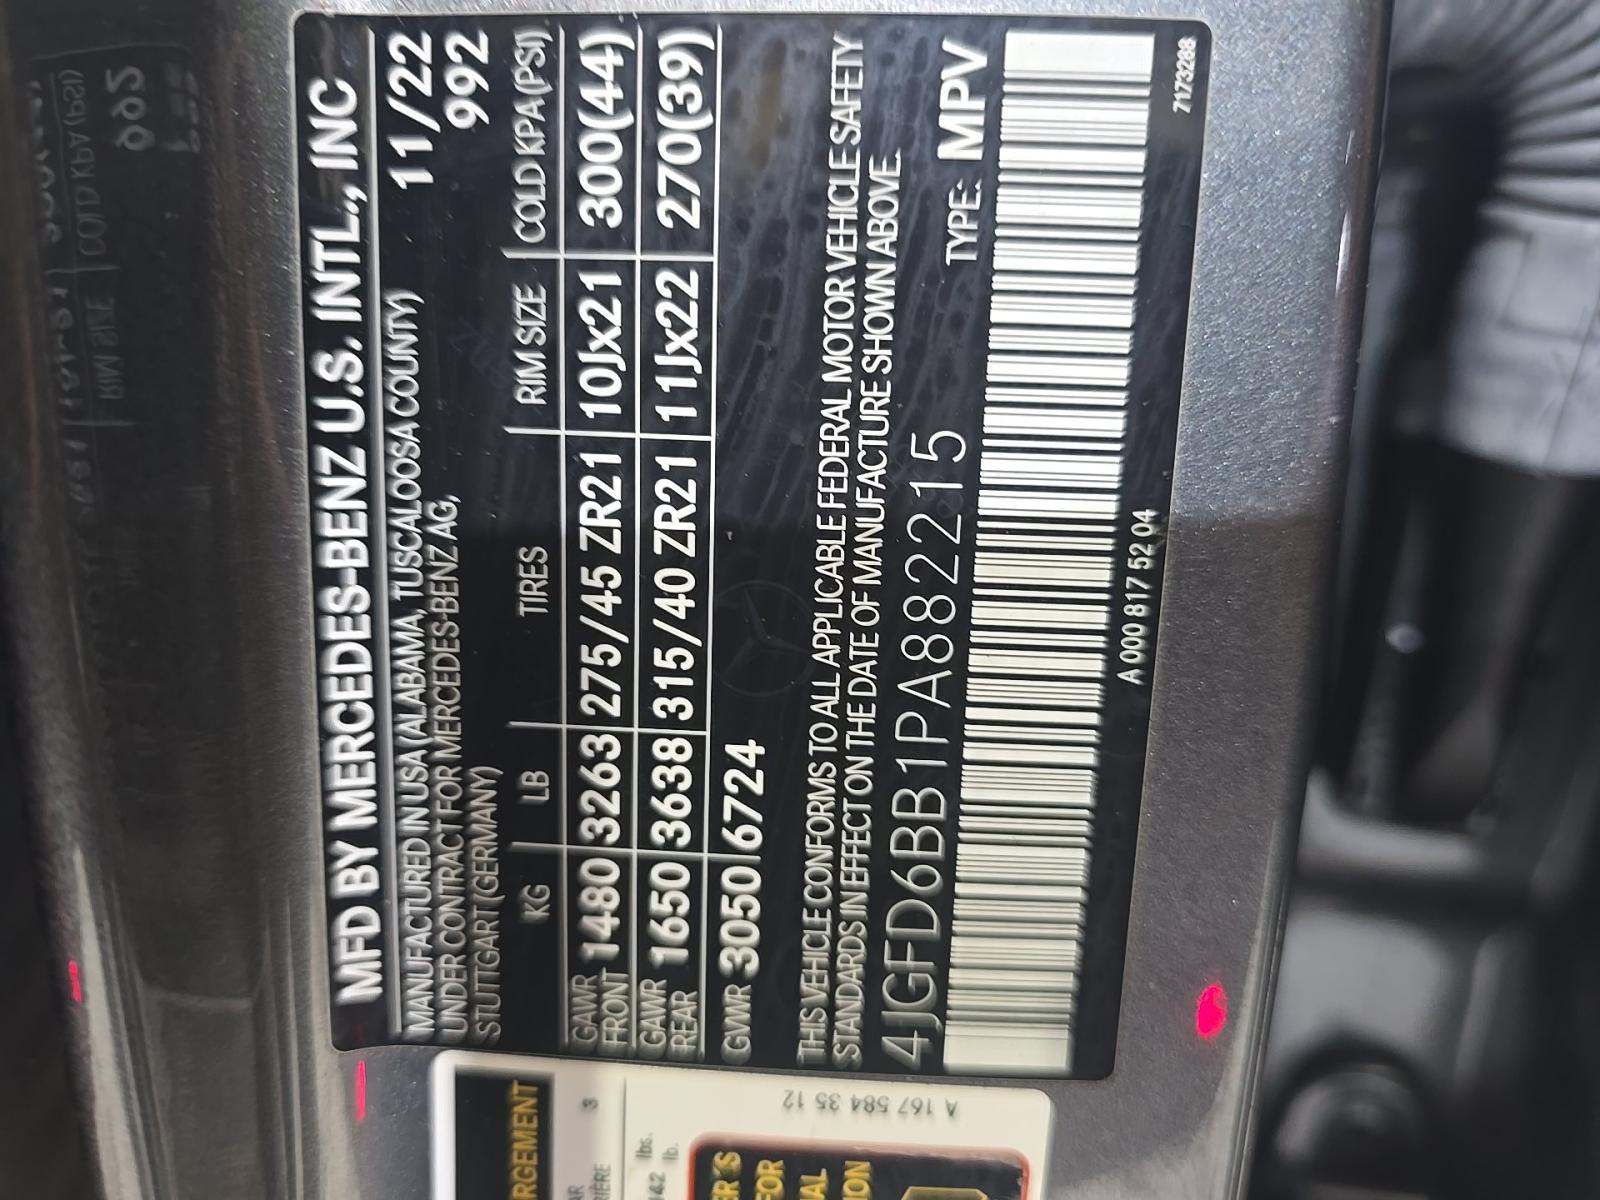 MFD BY MERCEDES-BENZ U.S. INTL., INC
MANUFACTURED IN USA (ALABAMA, TUSCALOOSA COUNTY) 11/22
UNDER CONTRACT FOR MERCEDES-BENZ AG, 992
STUTTGART (GERMANY)
KG LB TIRES RIM SIZE COLD KPA (PSI)
GAWR FRONT 1480 3263 275/45 ZR21 10Jx21 300(44)
GAWR REAR 1650 3638 315/40 ZR21 11Jx22 270(39)
GVWR 3050 6724
THIS VEHICLE CONFORMS TO ALL APPLICABLE FEDERAL MOTOR VEHICLE SAFETY
STANDARDS IN EFFECT ON THE DATE OF MANUFACTURE SHOWN ABOVE.
4JGFD6BB1PA882215 TYPE: MPV
A 000 817 52 04
7173288
3
lbs.
lb.
A 167 584 35 12
FOR